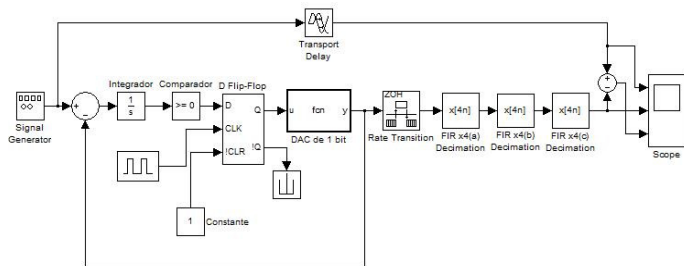 Transport
Delay
Signal
Generator
+
−
Integrador
1
s
Comparador
>= 0
D Flip-Flop
D
CLK
!CLR
Q
!Q
1
Constante
u
fcn
y
DAC de 1 bit
ZOH
Rate Transition
x[4n]
FIR x4(a)
Decimation
x[4n]
FIR x4(b)
Decimation
x[4n]
FIR x4(c)
Decimation
+
−
Scope